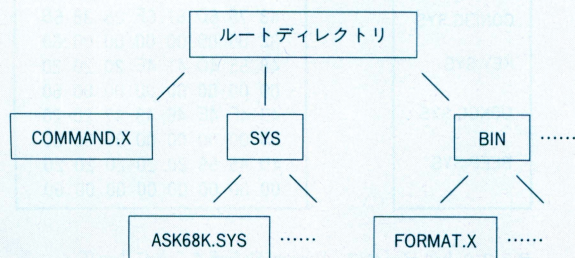 ルートディレクトリ
COMMAND.X SYS BIN ……
ASK68K.SYS …… FORMAT.X ……